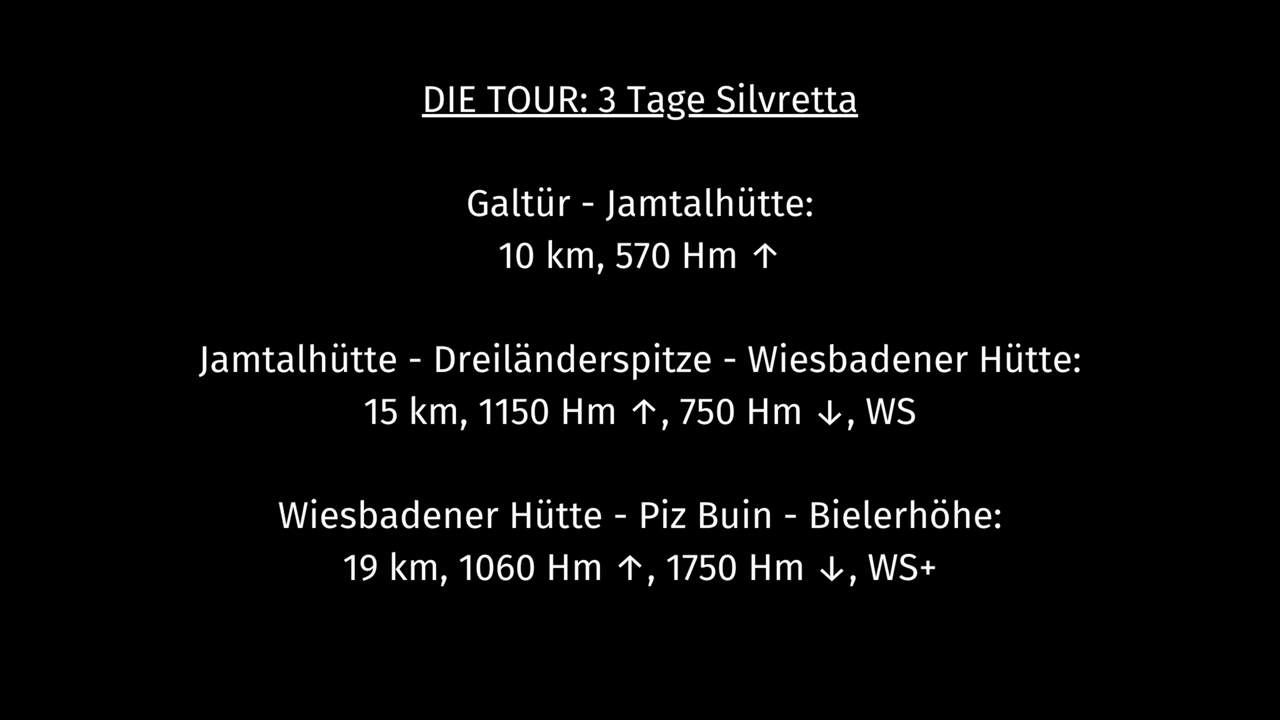 DIE TOUR: 3 Tage Silvretta
Galtür - Jamtalhütte:
10 km, 570 Hm ↑
Jamtalhütte - Dreiländerspitze - Wiesbadener Hütte:
15 km, 1150 Hm ↑, 750 Hm ↓, WS
Wiesbadener Hütte - Piz Buin - Bielerhöhe:
19 km, 1060 Hm ↑, 1750 Hm ↓, WS+